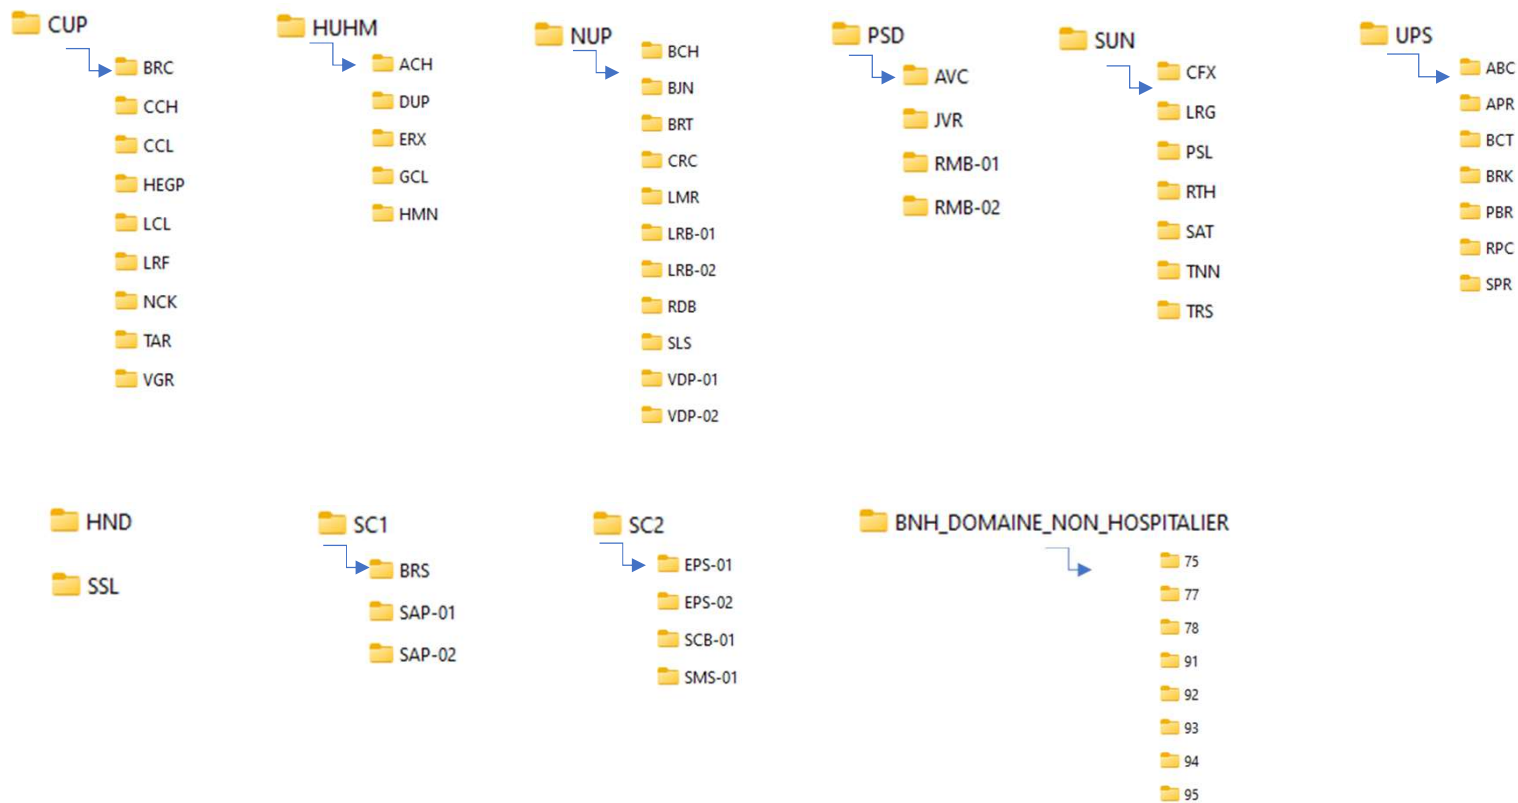 CUP
BRC
CCH
CCL
HEGP
LCL
LRF
NCK
TAR
VGR
HUHM
ACH
DUP
ERX
GCL
HMN
NUP
BCH
BJN
BRT
CRC
LMR
LRB-01
LRB-02
RDB
SLS
VDP-01
VDP-02
PSD
AVC
JVR
RMB-01
RMB-02
SUN
CFX
LRG
PSL
RTH
SAT
TNN
TRS
UPS
ABC
APR
BCT
BRK
PBR
RPC
SPR
HND
SSL
SC1
BRS
SAP-01
SAP-02
SC2
EPS-01
EPS-02
SCB-01
SMS-01
BNH_DOMAINE_NON_HOSPITALIER
75
77
78
91
92
93
94
95